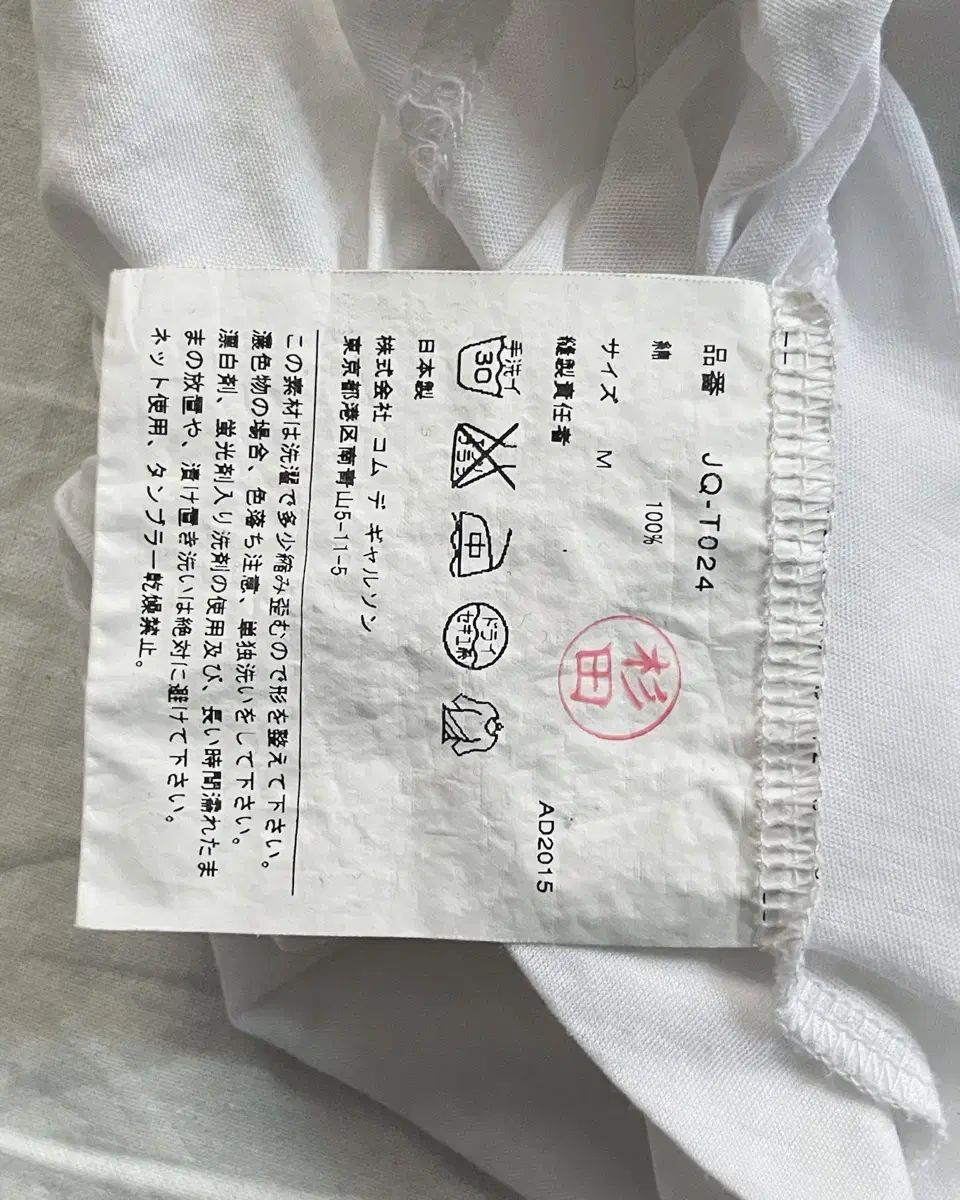 品番 JQ-T024
綿 100%
サイズ M
杉田
縫製責任者
AD2015
手洗イ
30
エンソサラシ
中
ドライ
セキユ系
日本製
株式会社 コム デ ギャルソン
東京都港区南青山5-11-5
この素材は洗濯で多少縮み歪むので形を整えて下さい。
濃色物の場合、色落ち注意、単独洗いをして下さい。
漂白剤、蛍光剤入り洗剤の使用及び、長い時間濡れたま
まの放置や、漬け置き洗いは絶対に避けて下さい。
ネット使用、タンブラー乾燥禁止。